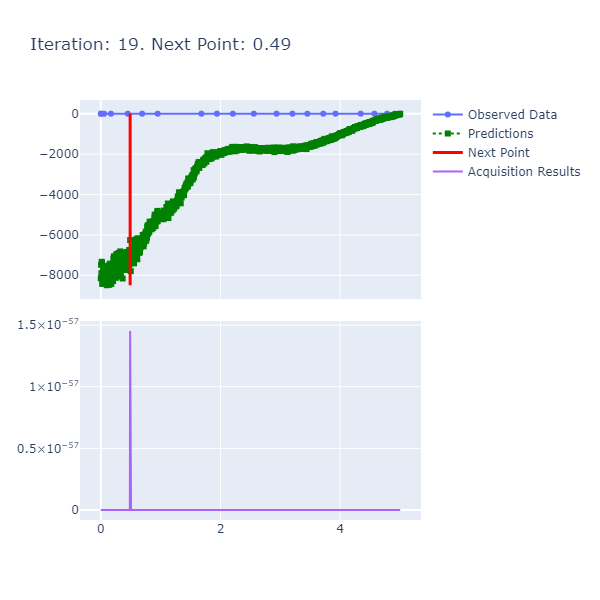 Iteration: 19. Next Point: 0.49
0
−2000
−4000
−6000
−8000
Observed Data
Predictions
Next Point
Acquisition Results
1.5×10⁻⁵⁷
1×10⁻⁵⁷
0.5×10⁻⁵⁷
0
0 2 4